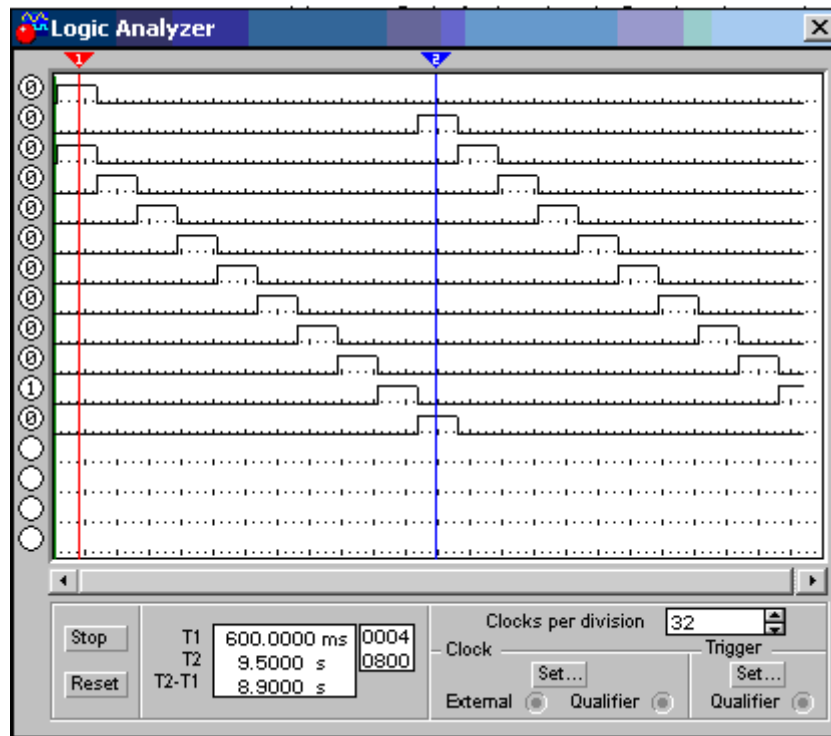 Logic Analyzer
1 2
0
0
0
0
0
0
0
0
0
0
1
0
Stop
Reset
T1 600.0000 ms 0004
T2 9.5000 s 0800
T2-T1 8.9000 s
Clocks per division 32
Clock
Set...
External Qualifier
Trigger
Set...
Qualifier